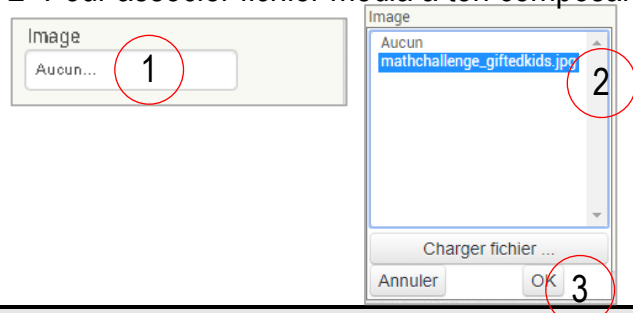 Image
Aucun...
1
Image
Aucun
mathchallenge_giftedkids.jpg
2
Charger fichier ...
Annuler
OK
3